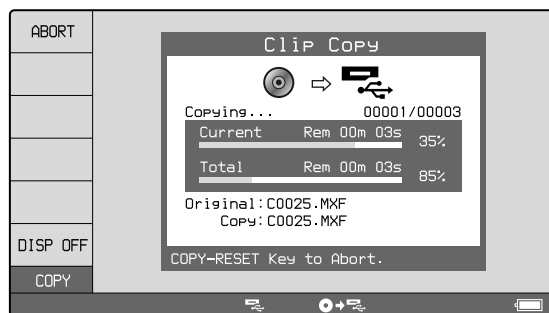 ABORT
Clip Copy
Copying... 00001/00003
Current Rem 00m 03s 35%
Total Rem 00m 03s 85%
Original:C0025.MXF
Copy:C0025.MXF
DISP OFF
COPY-RESET Key to Abort.
COPY